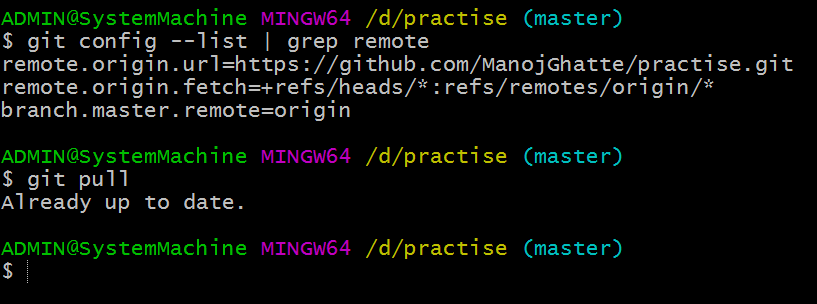 ADMIN@SystemMachine MINGW64 /d/practise (master)
$ git config --list | grep remote
remote.origin.url=https://github.com/ManojGhatte/practise.git
remote.origin.fetch=+refs/heads/*:refs/remotes/origin/*
branch.master.remote=origin
ADMIN@SystemMachine MINGW64 /d/practise (master)
$ git pull
Already up to date.
ADMIN@SystemMachine MINGW64 /d/practise (master)
$